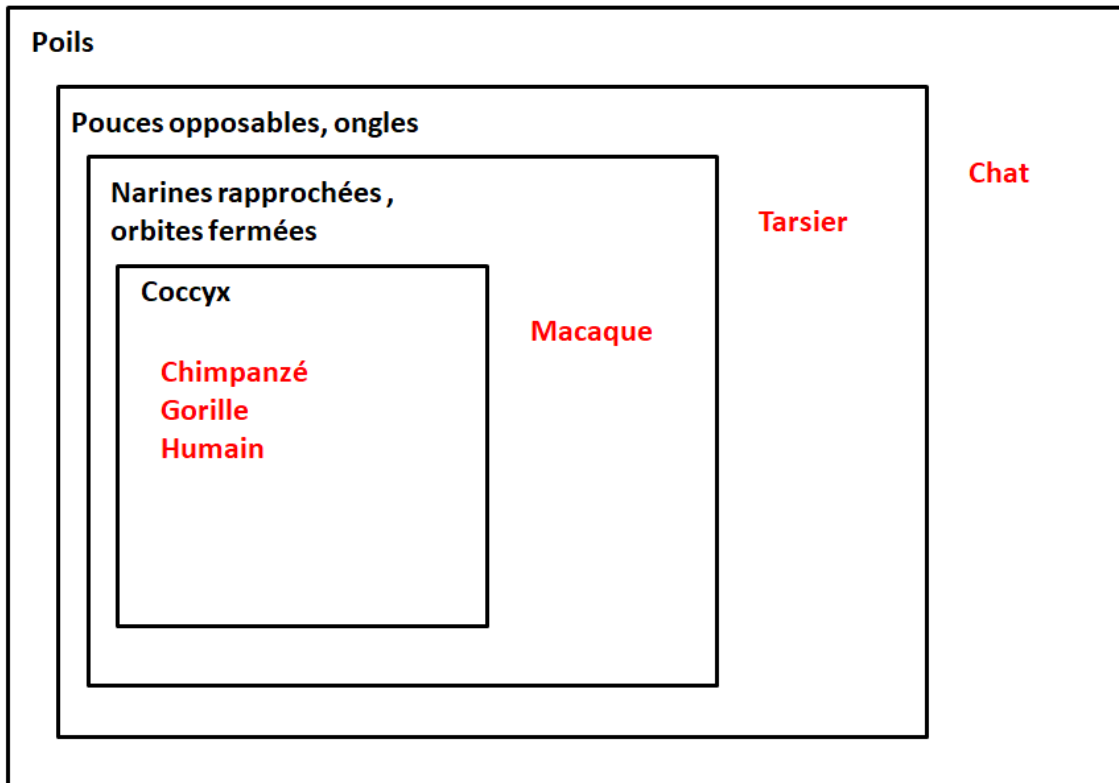 Poils
Pouces opposables, ongles
Narines rapprochées ,
orbites fermées
Coccyx
Chimpanzé
Gorille
Humain
Macaque
Tarsier
Chat